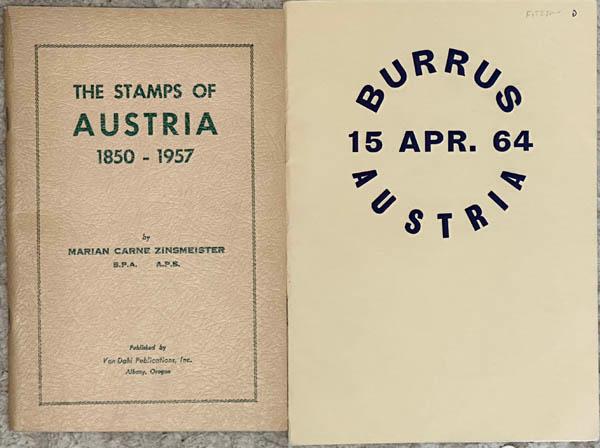 THE STAMPS OF
AUSTRIA
1850 - 1957
by
MARIAN CARNE ZINSMEISTER
S.P.A. A.P.S.
Published by
Van Dahl Publications, Inc.
Albany, Oregon
D
BURRUS
15 APR. 64
AUSTRIA